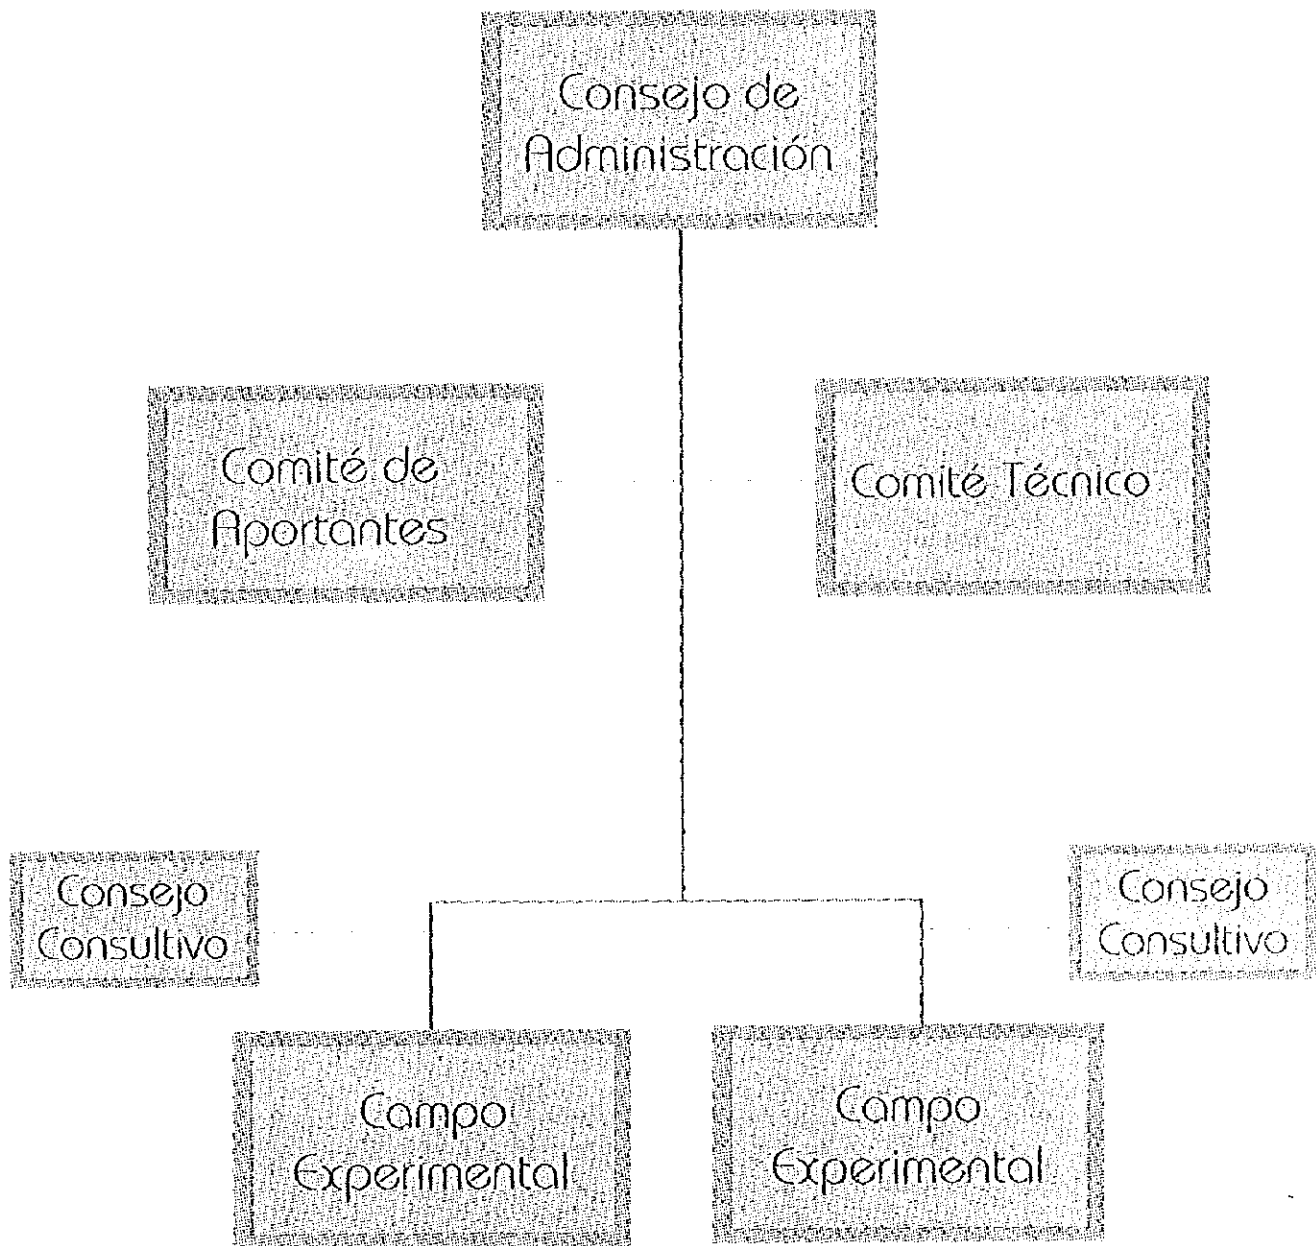 Consejo de
Administración
Comité de
Aportantes
Comité Técnico
Consejo
Consultivo
Consejo
Consultivo
Campo
Experimental
Campo
Experimental